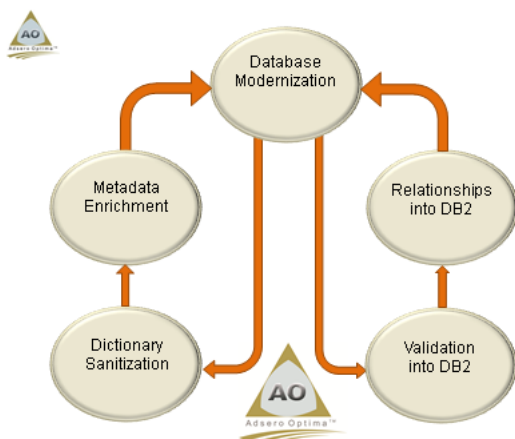 AO
Adsero Optima™
Database
Modernization
Metadata
Enrichment
Relationships
into DB2
Dictionary
Sanitization
Validation
into DB2
AO
Adsero Optima™